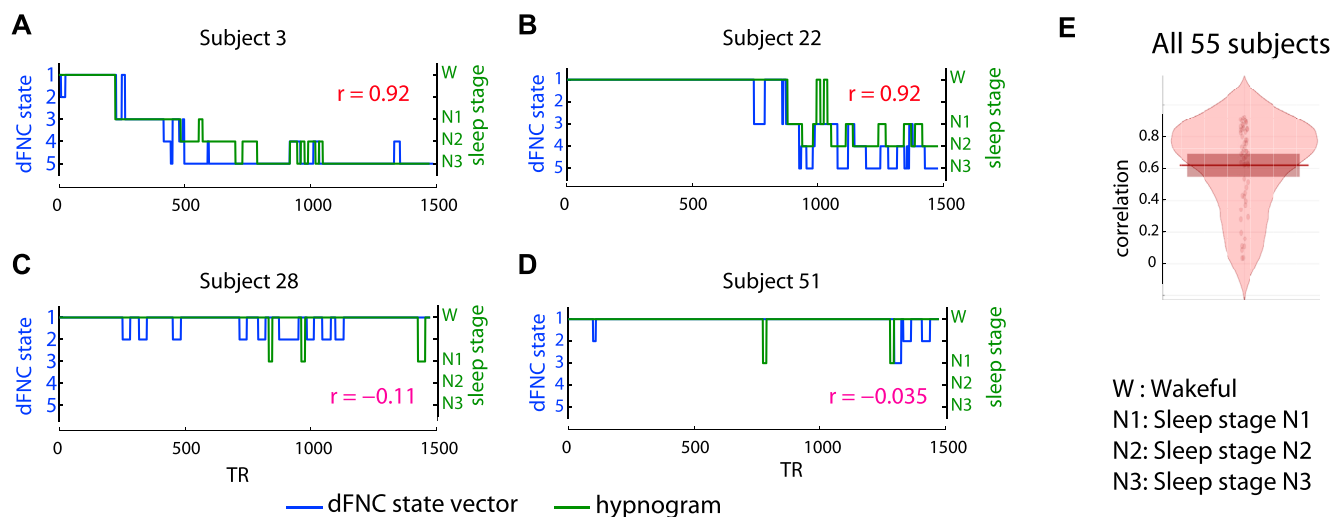 A
Subject 3
dFNC state
1
2
3
4
5
r = 0.92
W
N1
N2
N3
sleep stage
0
500
1000
1500
B
Subject 22
dFNC state
1
2
3
4
5
r = 0.92
W
N1
N2
N3
sleep stage
0
500
1000
1500
C
Subject 28
dFNC state
1
2
3
4
5
r = −0.11
W
N1
N2
N3
sleep stage
0
500
1000
1500
TR
D
Subject 51
dFNC state
1
2
3
4
5
r = −0.035
W
N1
N2
N3
sleep stage
0
500
1000
1500
TR
dFNC state vector
hypnogram
E
All 55 subjects
correlation
0.8
0.6
0.4
0.2
0
W : Wakeful
N1: Sleep stage N1
N2: Sleep stage N2
N3: Sleep stage N3